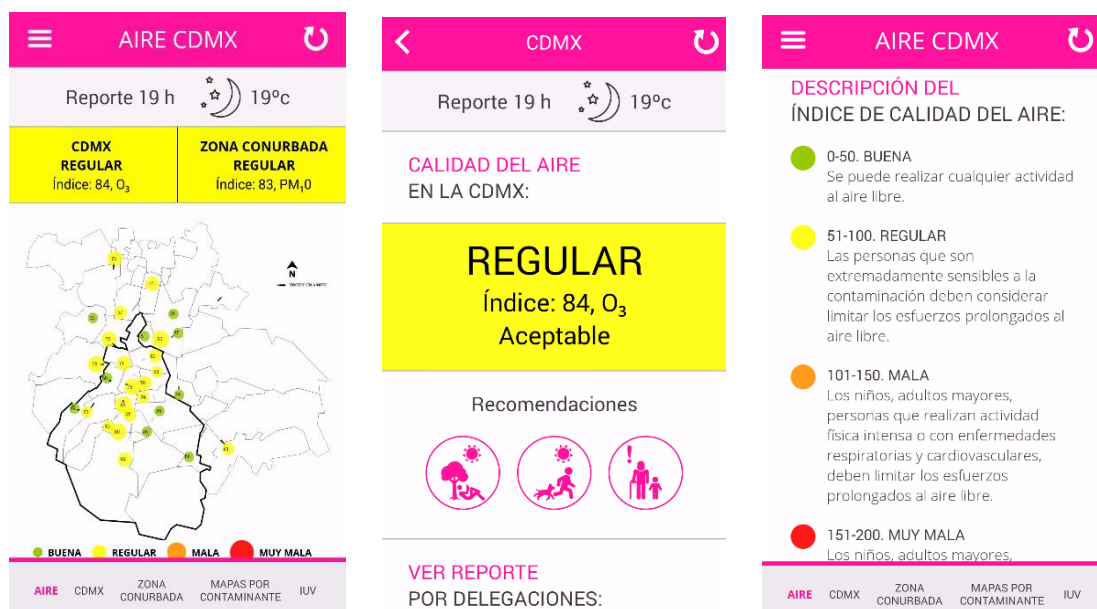 AIRE CDMX
Reporte 19 h 19ºc
CDMX
REGULAR
Índice: 84, O₃
ZONA CONURBADA
REGULAR
Índice: 83, PM₁0
N
BUENA REGULAR MALA MUY MALA
AIRE CDMX ZONA CONURBADA MAPAS POR CONTAMINANTE IUV
CDMX
Reporte 19 h 19ºc
CALIDAD DEL AIRE
EN LA CDMX:
REGULAR
Índice: 84, O₃
Aceptable
Recomendaciones
VER REPORTE
POR DELEGACIONES:
AIRE CDMX
DESCRIPCIÓN DEL
ÍNDICE DE CALIDAD DEL AIRE:
0-50. BUENA
Se puede realizar cualquier actividad
al aire libre.
51-100. REGULAR
Las personas que son
extremadamente sensibles a la
contaminación deben considerar
limitar los esfuerzos prolongados al
aire libre.
101-150. MALA
Los niños, adultos mayores,
personas que realizan actividad
física intensa o con enfermedades
respiratorias y cardiovasculares,
deben limitar los esfuerzos
prolongados al aire libre.
151-200. MUY MALA
Los niños, adultos mayores,
AIRE CDMX ZONA CONURBADA MAPAS POR CONTAMINANTE IUV